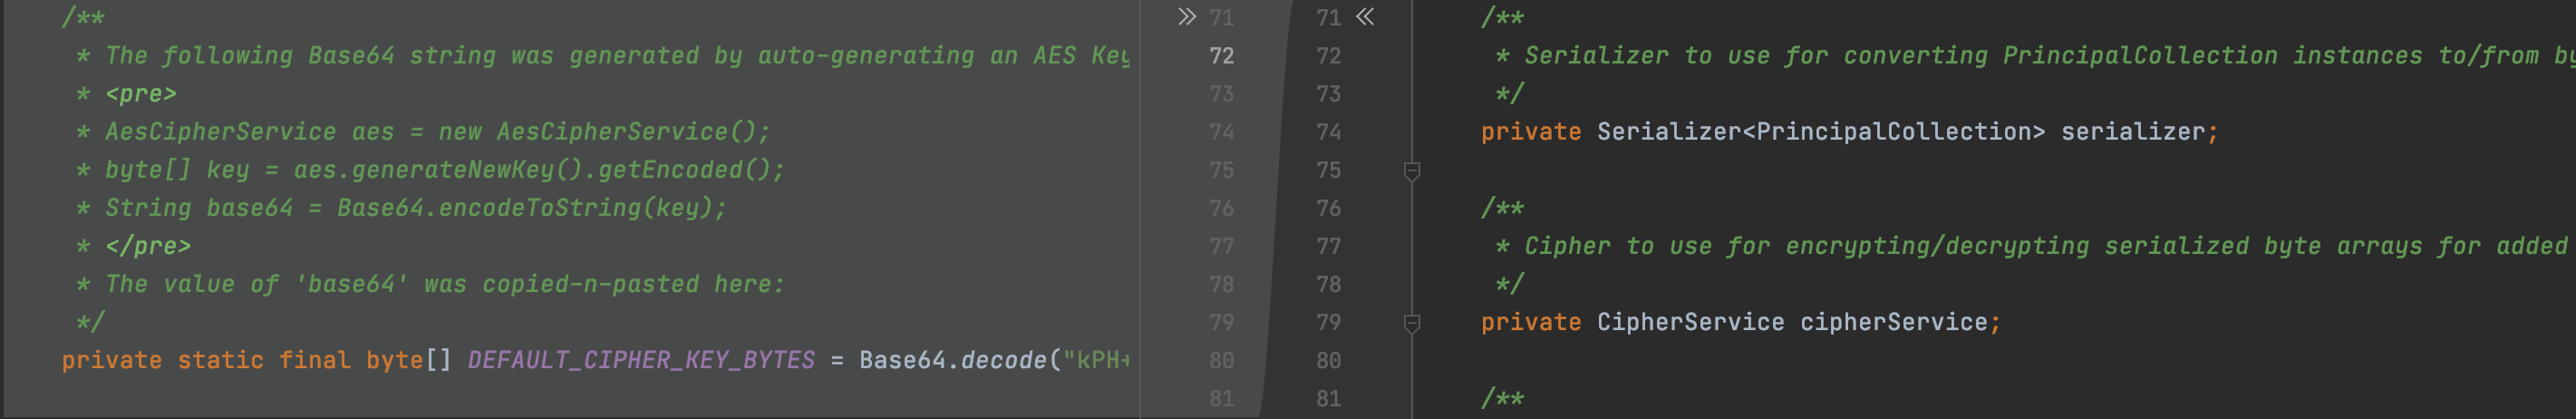 /**
* The following Base64 string was generated by auto-generating an AES Key
* <pre>
* AesCipherService aes = new AesCipherService();
* byte[] key = aes.generateNewKey().getEncoded();
* String base64 = Base64.encodeToString(key);
* </pre>
* The value of 'base64' was copied-n-pasted here:
*/
private static final byte[] DEFAULT_CIPHER_KEY_BYTES = Base64.decode("kPH+
>> 71
72
73
74
75
76
77
78
79
80
81
71 <<
72
73
74
75
76
77
78
79
80
81
/**
* Serializer to use for converting PrincipalCollection instances to/from by
*/
private Serializer<PrincipalCollection> serializer;
/**
* Cipher to use for encrypting/decrypting serialized byte arrays for added
*/
private CipherService cipherService;
/**